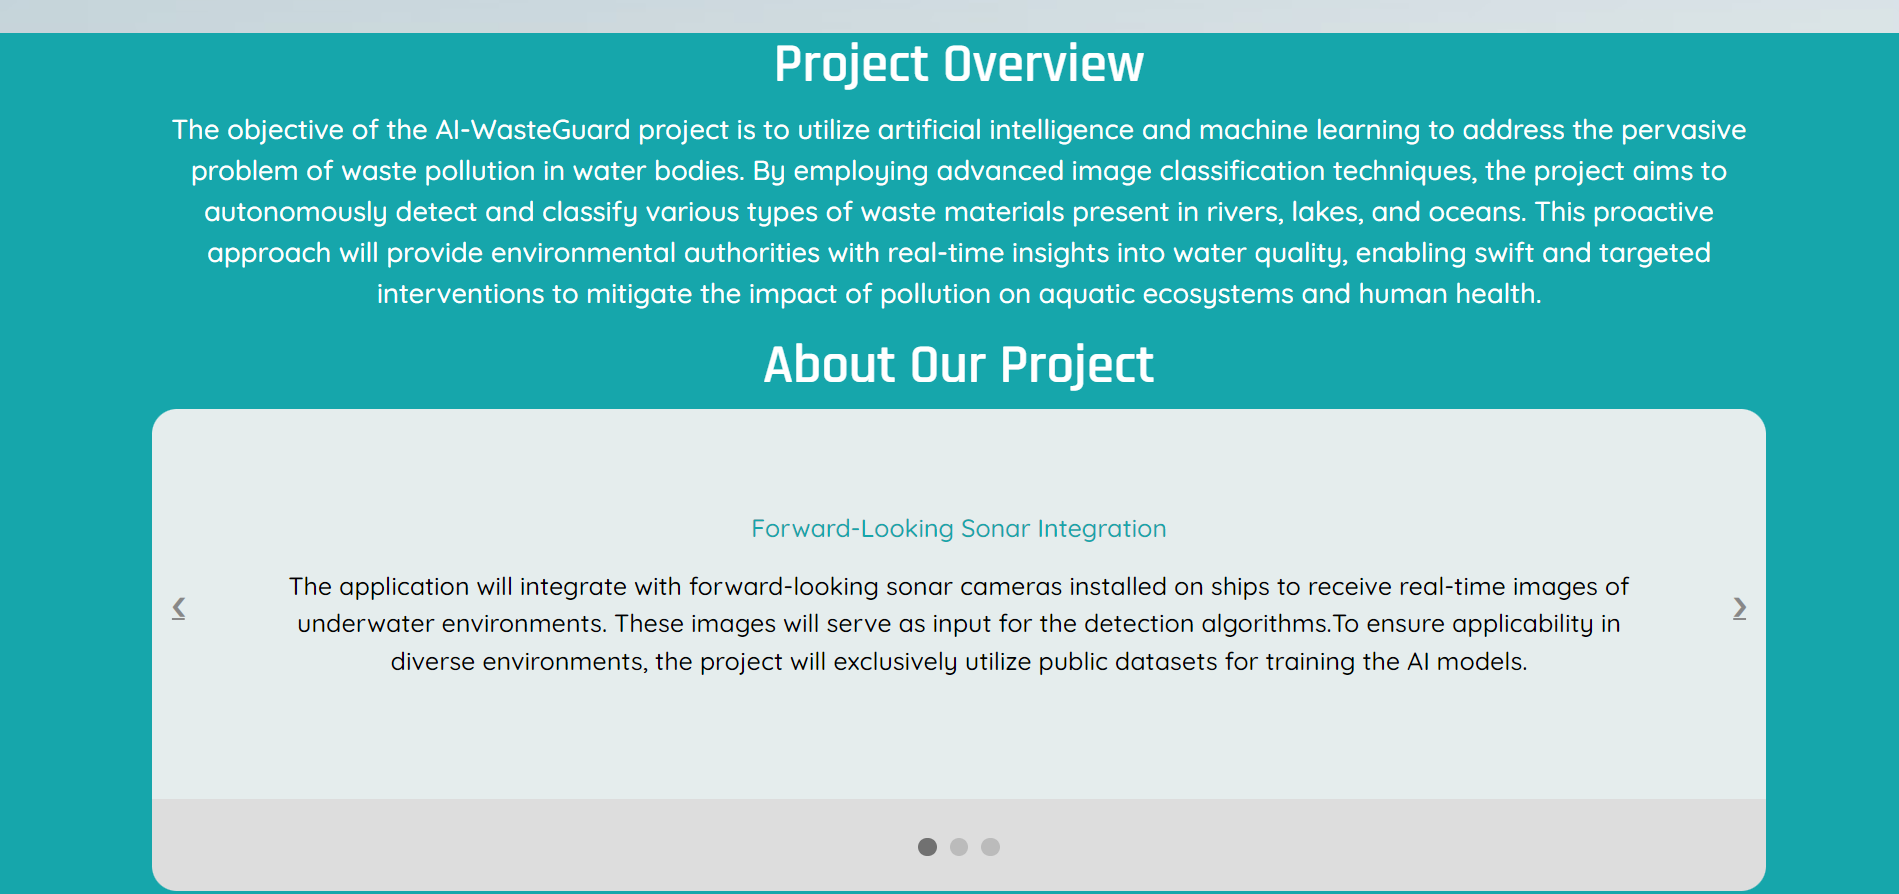 Project Overview
The objective of the AI-WasteGuard project is to utilize artificial intelligence and machine learning to address the pervasive
problem of waste pollution in water bodies. By employing advanced image classification techniques, the project aims to
autonomously detect and classify various types of waste materials present in rivers, lakes, and oceans. This proactive
approach will provide environmental authorities with real-time insights into water quality, enabling swift and targeted
interventions to mitigate the impact of pollution on aquatic ecosystems and human health.
About Our Project
Forward-Looking Sonar Integration
The application will integrate with forward-looking sonar cameras installed on ships to receive real-time images of
underwater environments. These images will serve as input for the detection algorithms.To ensure applicability in
diverse environments, the project will exclusively utilize public datasets for training the AI models.